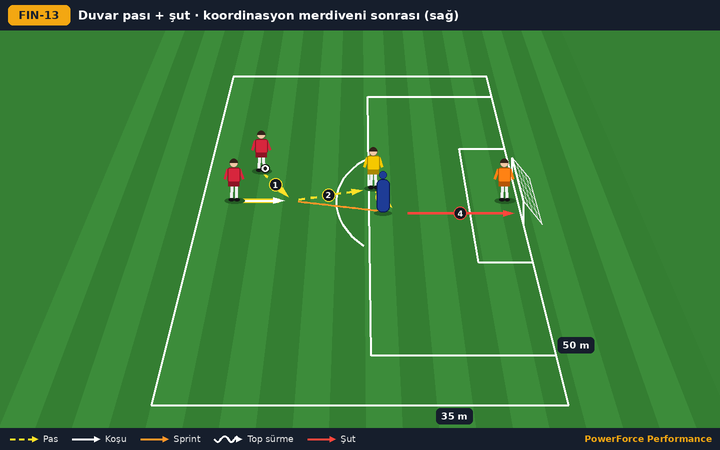 FIN-13
Duvar pası + şut · koordinasyon merdiveni sonrası (sağ)
1
2
4
50 m
35 m
Pas
Koşu
Sprint
Top sürme
Şut
PowerForce Performance